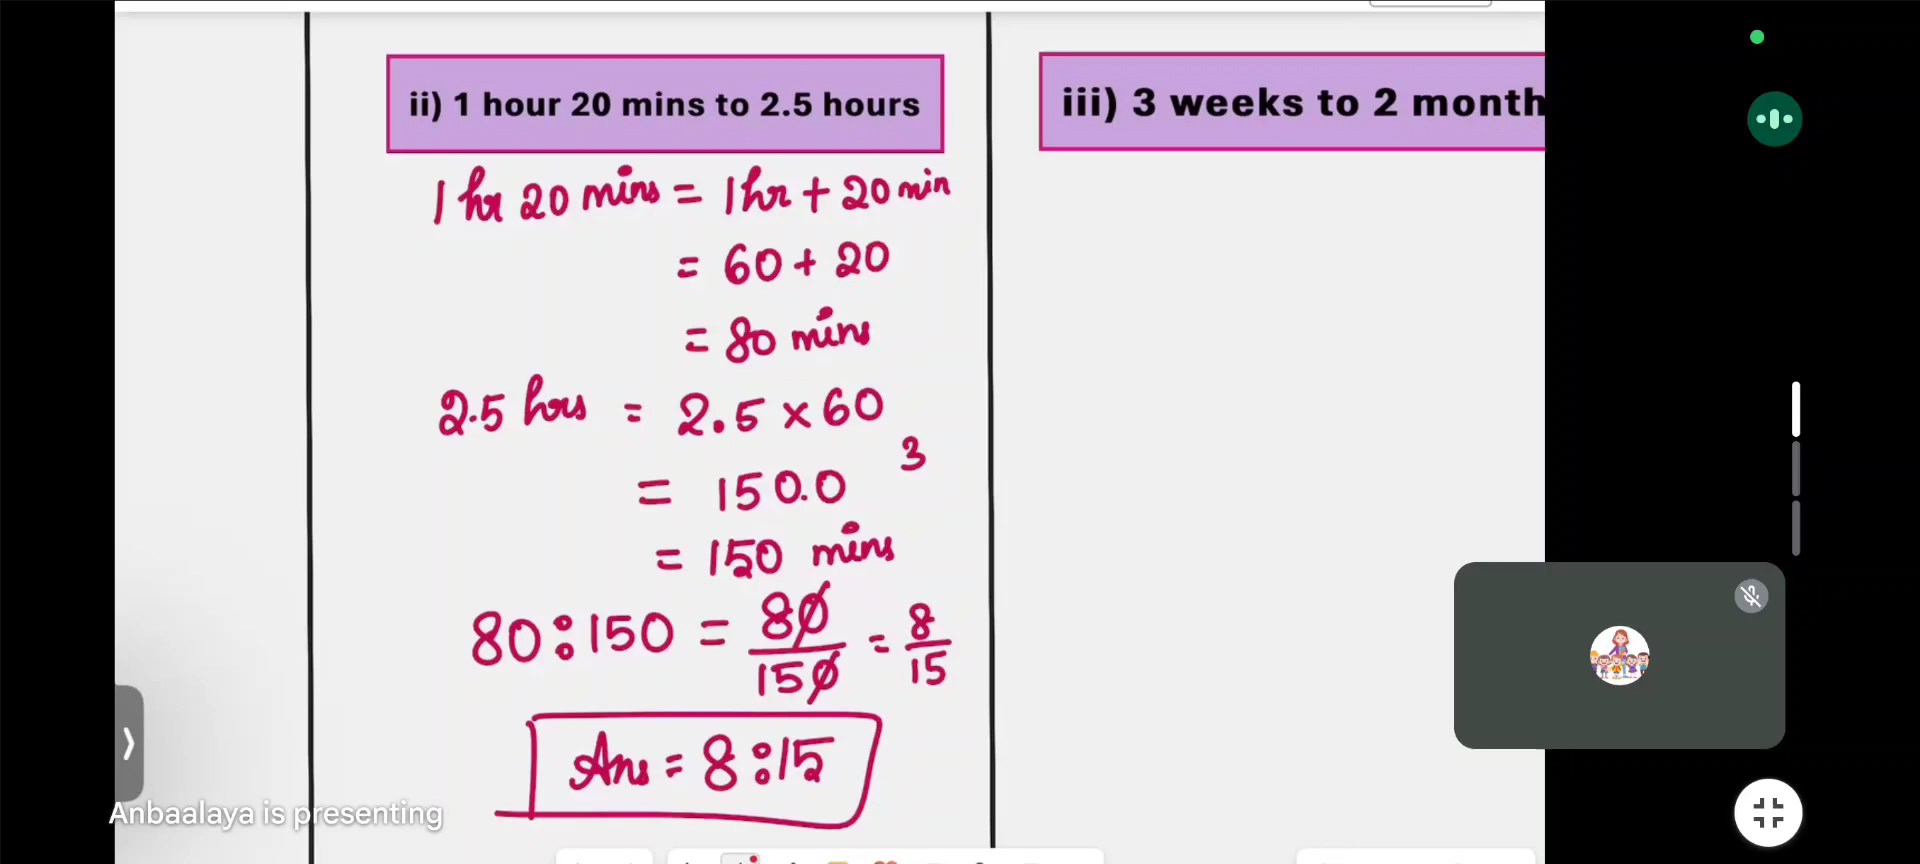 ii) 1 hour 20 mins to 2.5 hours
1 hr 20 mins = 1 hr + 20 min
= 60 + 20
= 80 mins
2.5 hrs = 2.5 × 60
3
= 150.0
= 150 mins
80:150 = 80/150 = 8/15
Ans = 8:15
iii) 3 weeks to 2 month
Anbaalaya is presenting